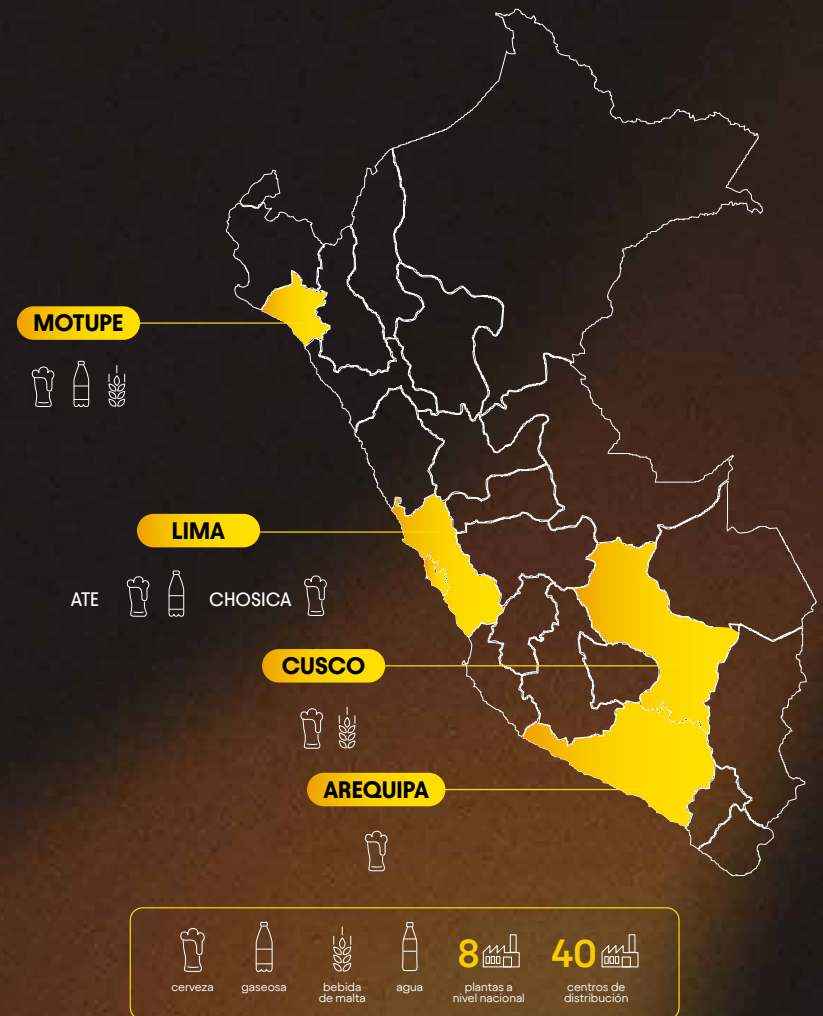 MOTUPE
LIMA
ATE CHOSICA
CUSCO
AREQUIPA
cerveza
gaseosa
bebida
de malta
agua
8
plantas a
nivel nacional
40
centros de
distribución